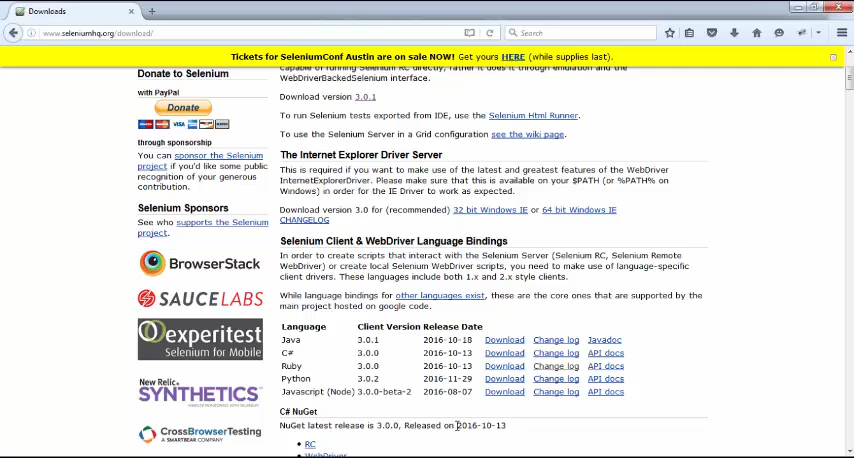 Downloads
www.seleniumhq.org/download/
Search
Tickets for SeleniumConf Austin are on sale NOW! Get yours HERE (while supplies last).
Donate to Selenium
with PayPal
Donate
VISA
through sponsorship
You can sponsor the Selenium
project if you'd like some public
recognition of your generous
contribution.
Selenium Sponsors
See who supports the Selenium
project.
BrowserStack
SAUCELABS
experitest
Selenium for Mobile
New Relic
SYNTHETICS
CrossBrowserTesting
A SMARTBEAR COMPANY
capable of running Selenium RC directly, rather it does it through emulation and the
WebDriverBackedSelenium interface.
Download version 3.0.1
To run Selenium tests exported from IDE, use the Selenium Html Runner.
To use the Selenium Server in a Grid configuration see the wiki page.
The Internet Explorer Driver Server
This is required if you want to make use of the latest and greatest features of the WebDriver
InternetExplorerDriver. Please make sure that this is available on your $PATH (or %PATH% on
Windows) in order for the IE Driver to work as expected.
Download version 3.0 for (recommended) 32 bit Windows IE or 64 bit Windows IE
CHANGELOG
Selenium Client & WebDriver Language Bindings
In order to create scripts that interact with the Selenium Server (Selenium RC, Selenium Remote
WebDriver) or create local Selenium WebDriver scripts, you need to make use of language-specific
client drivers. These languages include both 1.x and 2.x style clients.
While language bindings for other languages exist, these are the core ones that are supported by the
main project hosted on google code.
Language Client Version Release Date
Java 3.0.1 2016-10-18 Download Change log Javadoc
C# 3.0.0 2016-10-13 Download Change log API docs
Ruby 3.0.0 2016-10-13 Download Change log API docs
Python 3.0.2 2016-11-29 Download Change log API docs
Javascript (Node) 3.0.0-beta-2 2016-08-07 Download Change log API docs
C# NuGet
NuGet latest release is 3.0.0, Released on 2016-10-13
RC
WebDriver